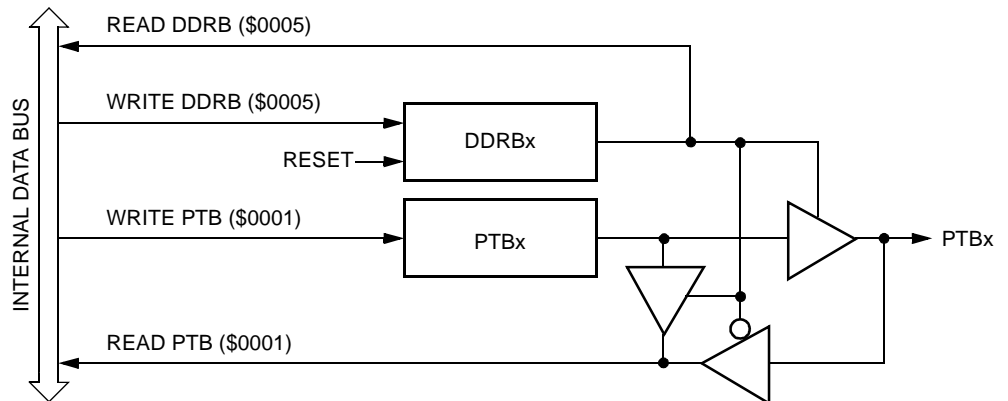 READ DDRB ($0005)
WRITE DDRB ($0005)
DDRBx
RESET
WRITE PTB ($0001)
PTBx
PTBx
READ PTB ($0001)
INTERNAL DATA BUS